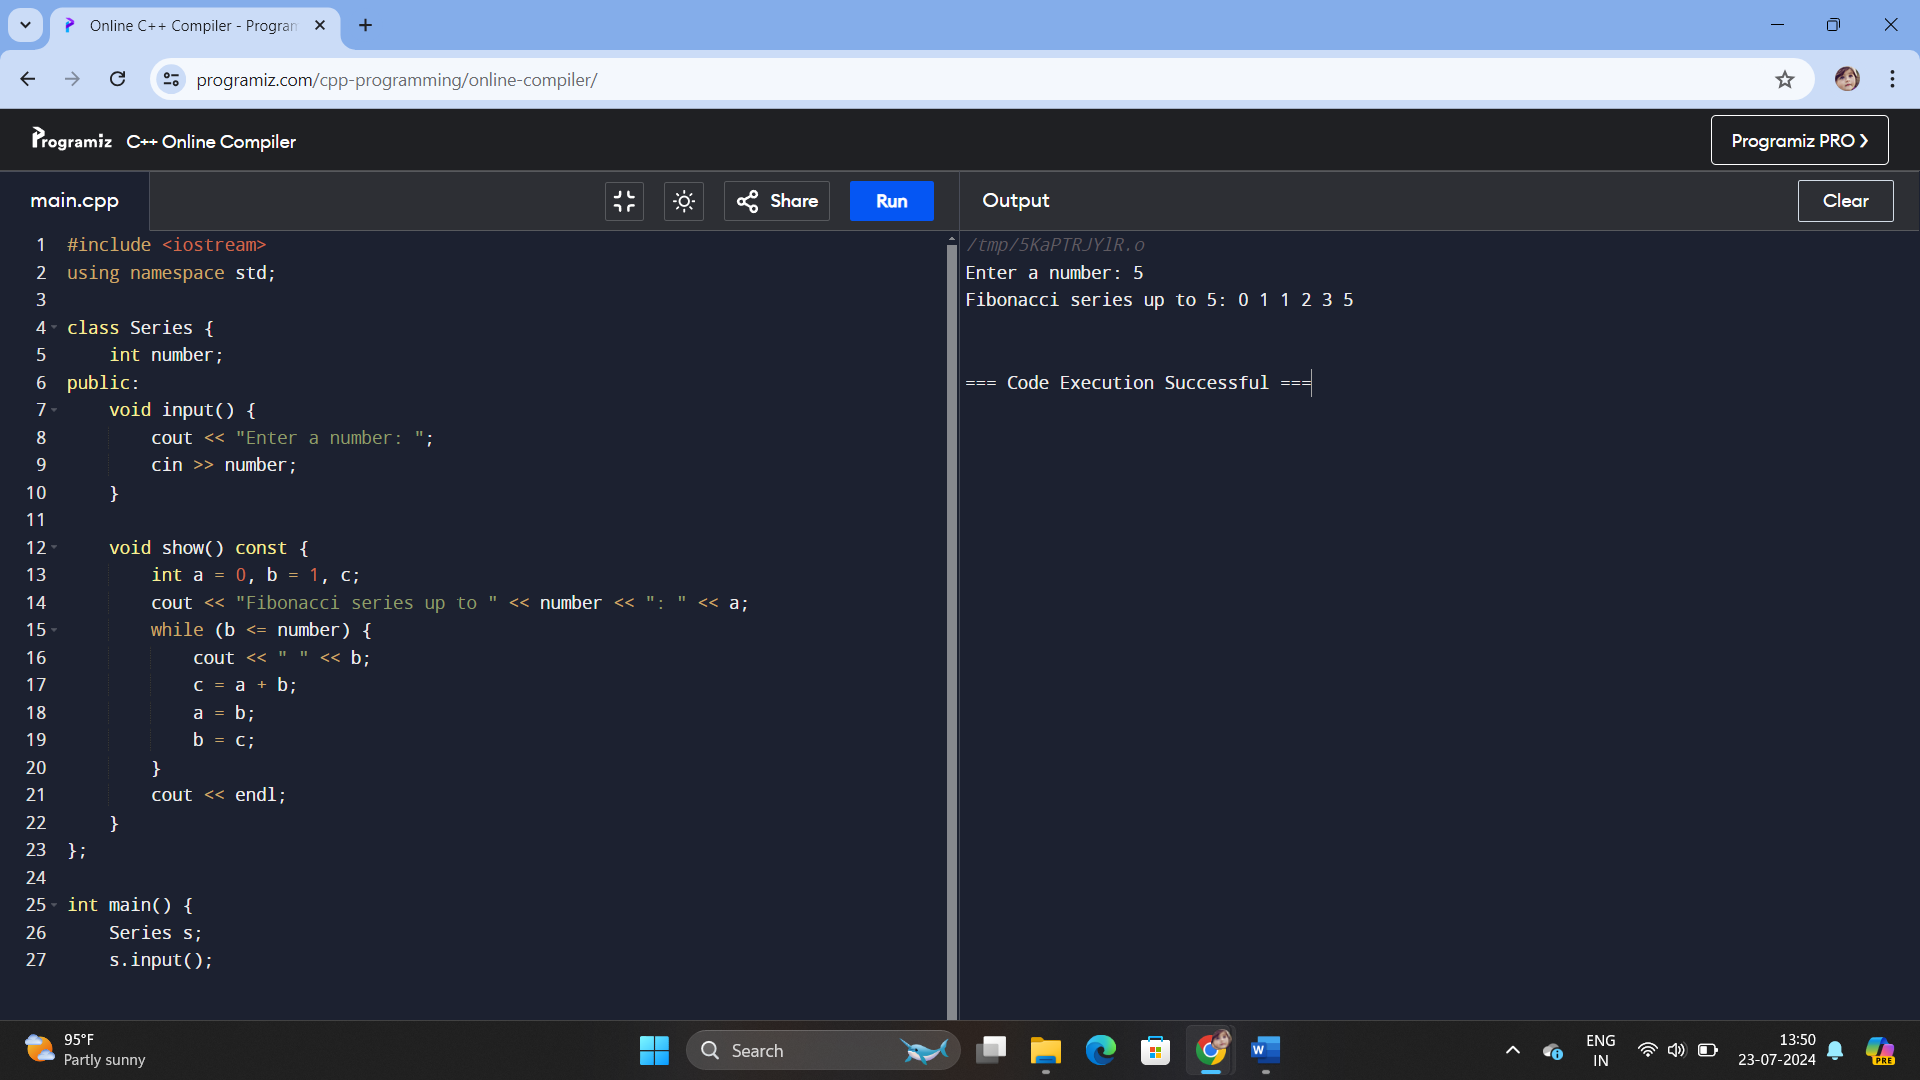 Online C++ Compiler - Program
programiz.com/cpp-programming/online-compiler/
Programiz C++ Online Compiler
Programiz PRO ❯
main.cpp
Share
Run
Output
Clear
1 #include <iostream>
2 using namespace std;
3
4 class Series {
5     int number;
6 public:
7     void input() {
8         cout << "Enter a number: ";
9         cin >> number;
10     }
11
12     void show() const {
13         int a = 0, b = 1, c;
14         cout << "Fibonacci series up to " << number << ": " << a;
15         while (b <= number) {
16             cout << " " << b;
17             c = a + b;
18             a = b;
19             b = c;
20         }
21         cout << endl;
22     }
23 };
24
25 int main() {
26     Series s;
27     s.input();
/tmp/5KaPTRJYlR.o
Enter a number: 5
Fibonacci series up to 5: 0 1 1 2 3 5
=== Code Execution Successful ===
95°F
Partly sunny
Search
W
ENG
IN
13:50
23-07-2024
PRE